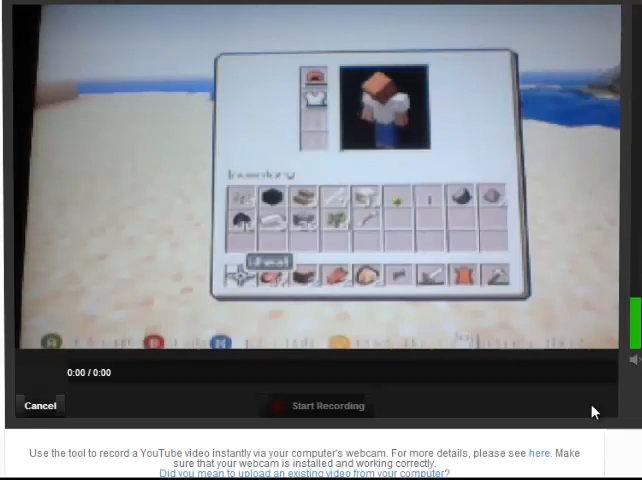 Inventory
A
B
X
0:00 / 0:00
Cancel
Start Recording
Use the tool to record a YouTube video instantly via your computer's webcam. For more details, please see here. Make
sure that your webcam is installed and working correctly.
Did you mean to upload an existing video from your computer?